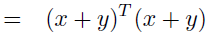 = (x + y)^T (x + y)